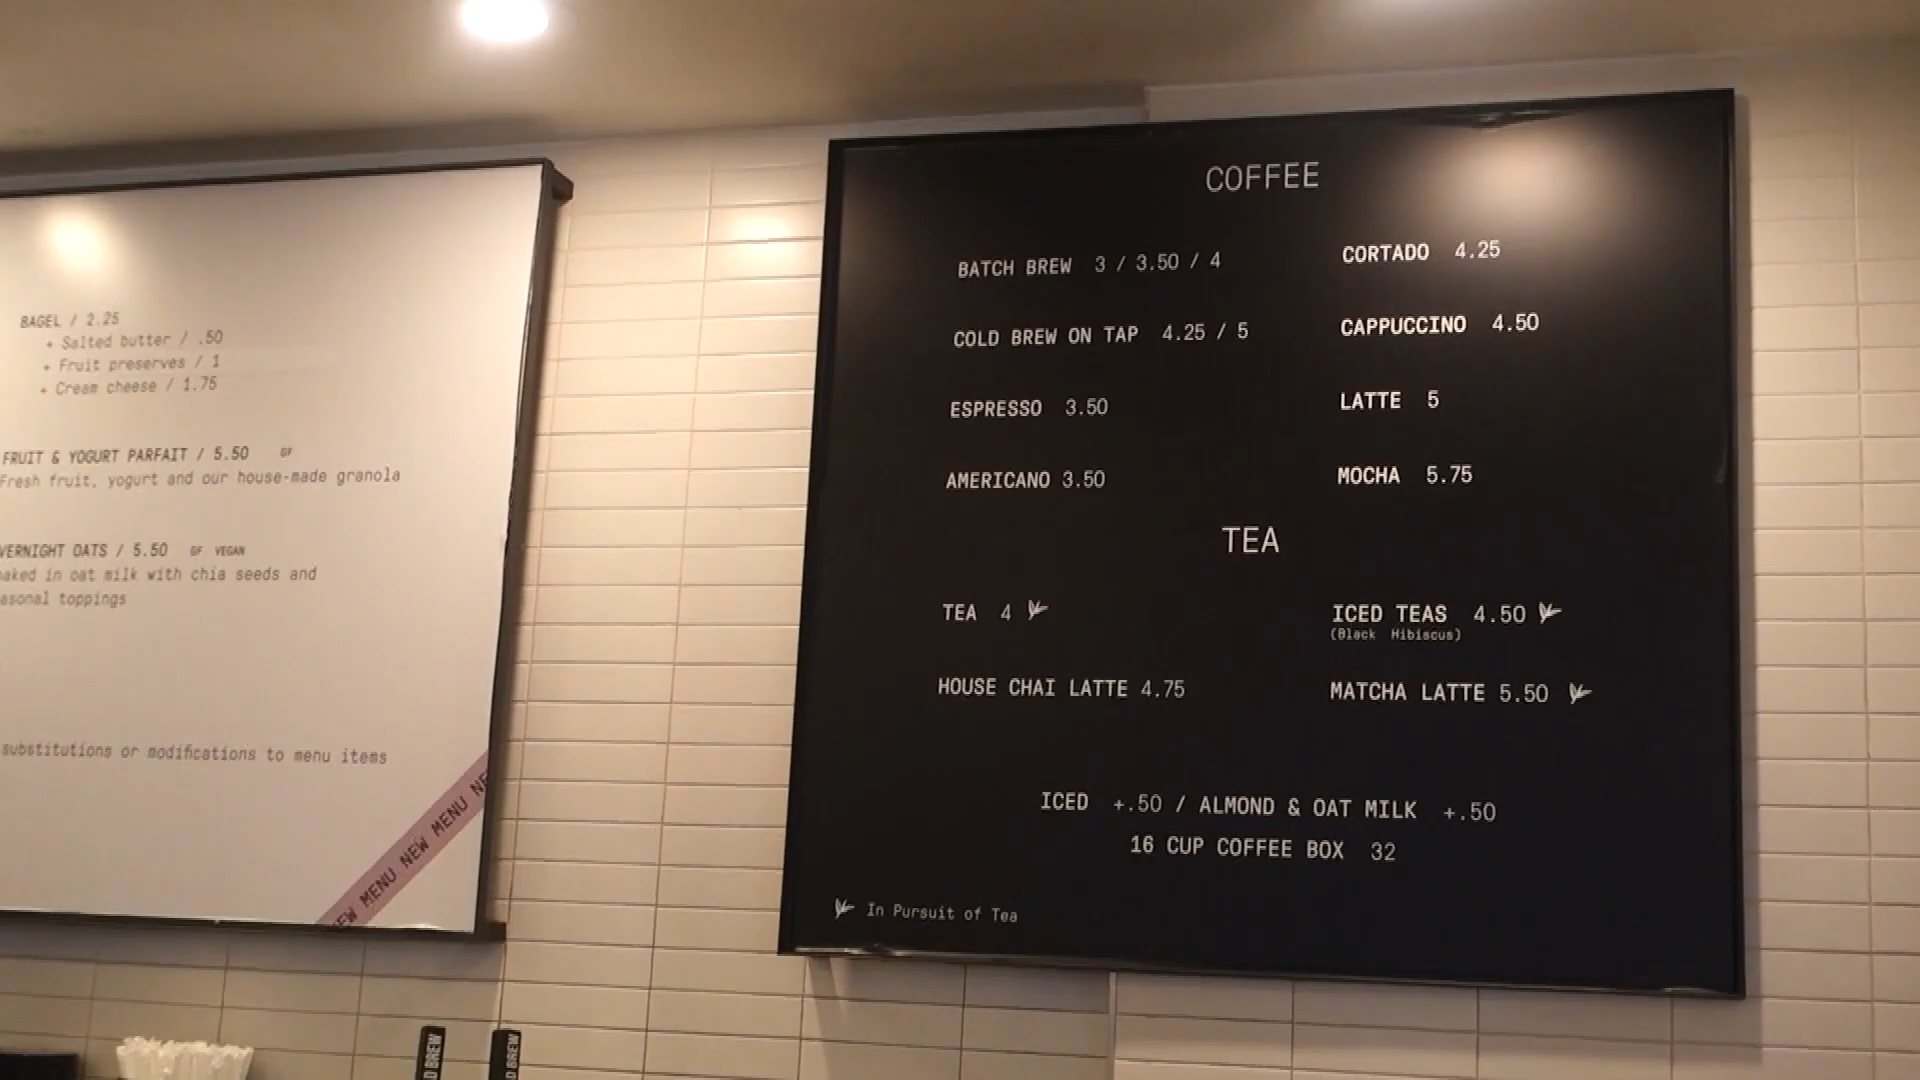 BAGEL / 2.25
+ Salted butter / .50
+ Fruit preserves / 1
+ Cream cheese / 1.75
FRUIT & YOGURT PARFAIT / 5.50 GF
Fresh fruit, yogurt and our house-made granola
VERNIGHT OATS / 5.50 GF VEGAN
oaked in oat milk with chia seeds and
asonal toppings
substitutions or modifications to menu items
EW MENU NEW MENU NE
COFFEE
BATCH BREW 3 / 3.50 / 4
COLD BREW ON TAP 4.25 / 5
ESPRESSO 3.50
AMERICANO 3.50
CORTADO 4.25
CAPPUCCINO 4.50
LATTE 5
MOCHA 5.75
TEA
TEA 4
HOUSE CHAI LATTE 4.75
ICED TEAS 4.50
(Black Hibiscus)
MATCHA LATTE 5.50
ICED +.50 / ALMOND & OAT MILK +.50
16 CUP COFFEE BOX 32
In Pursuit of Tea
D BREW
D BREW